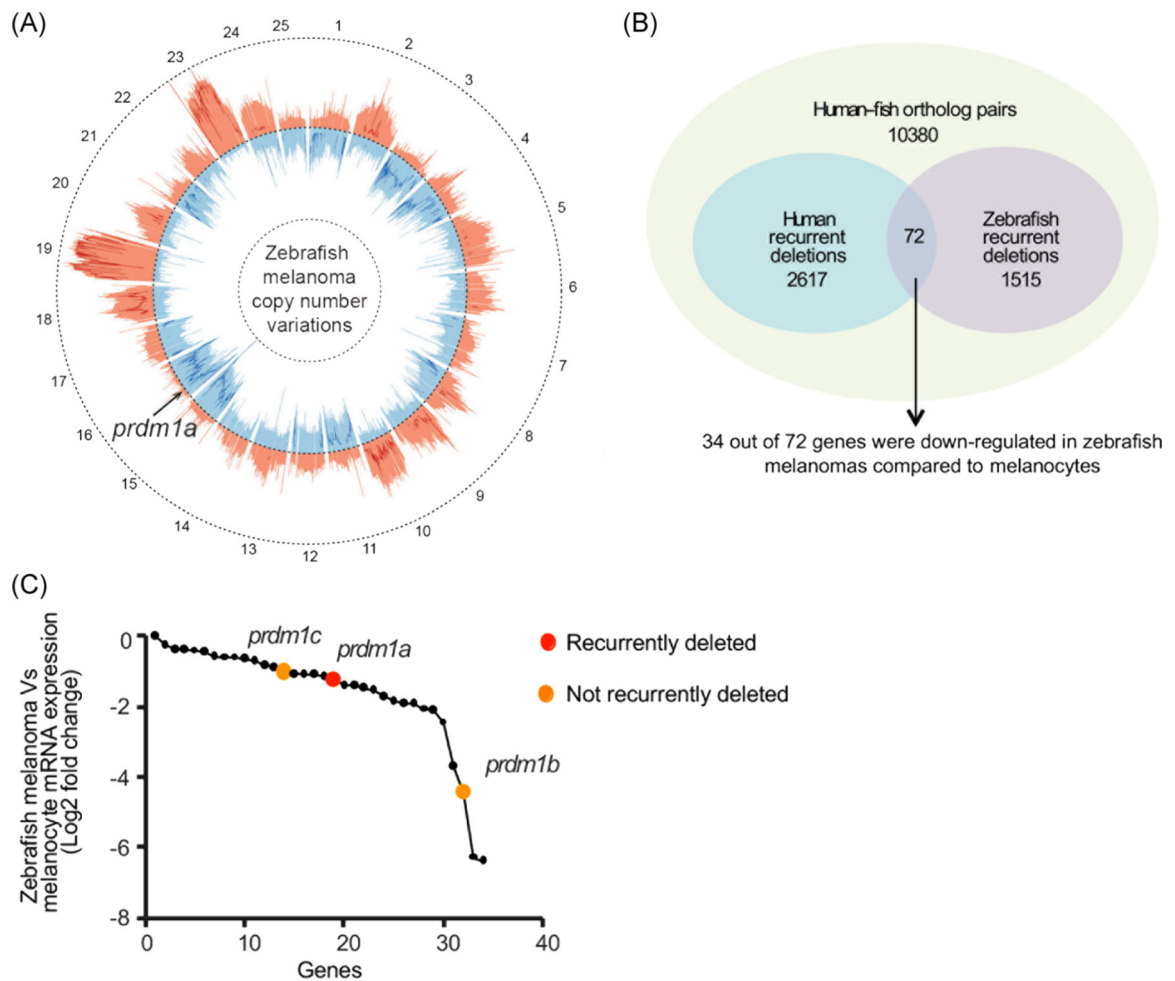 (A)
1
2
3
4
5
6
7
8
9
10
11
12
13
14
15
16
17
18
19
20
21
22
23
24
25
Zebrafish
melanoma
copy number
variations
prdm1a
(B)
Human–fish ortholog pairs
10380
Human
recurrent
deletions
2617
72
Zebrafish
recurrent
deletions
1515
34 out of 72 genes were down-regulated in zebrafish
melanomas compared to melanocytes
(C)
Zebrafish melanoma Vs
melanocyte mRNA expression
(Log2 fold change)
0
-2
-4
-6
-8
prdm1c
prdm1a
prdm1b
Recurrently deleted
Not recurrently deleted
0
10
20
30
40
Genes